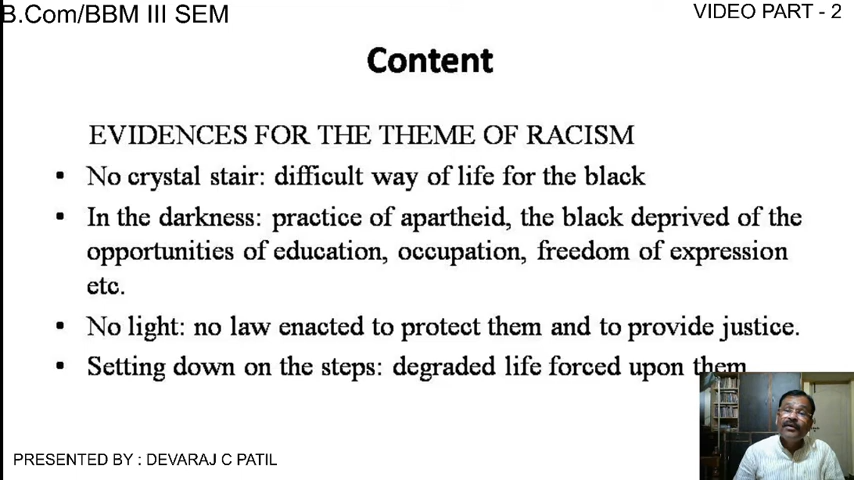 B.Com/BBM III SEM
VIDEO PART - 2
Content
EVIDENCES FOR THE THEME OF RACISM
▪ No crystal stair: difficult way of life for the black
▪ In the darkness: practice of apartheid, the black deprived of the
opportunities of education, occupation, freedom of expression
etc.
▪ No light: no law enacted to protect them and to provide justice.
▪ Setting down on the steps: degraded life forced upon them
PRESENTED BY : DEVARAJ C PATIL